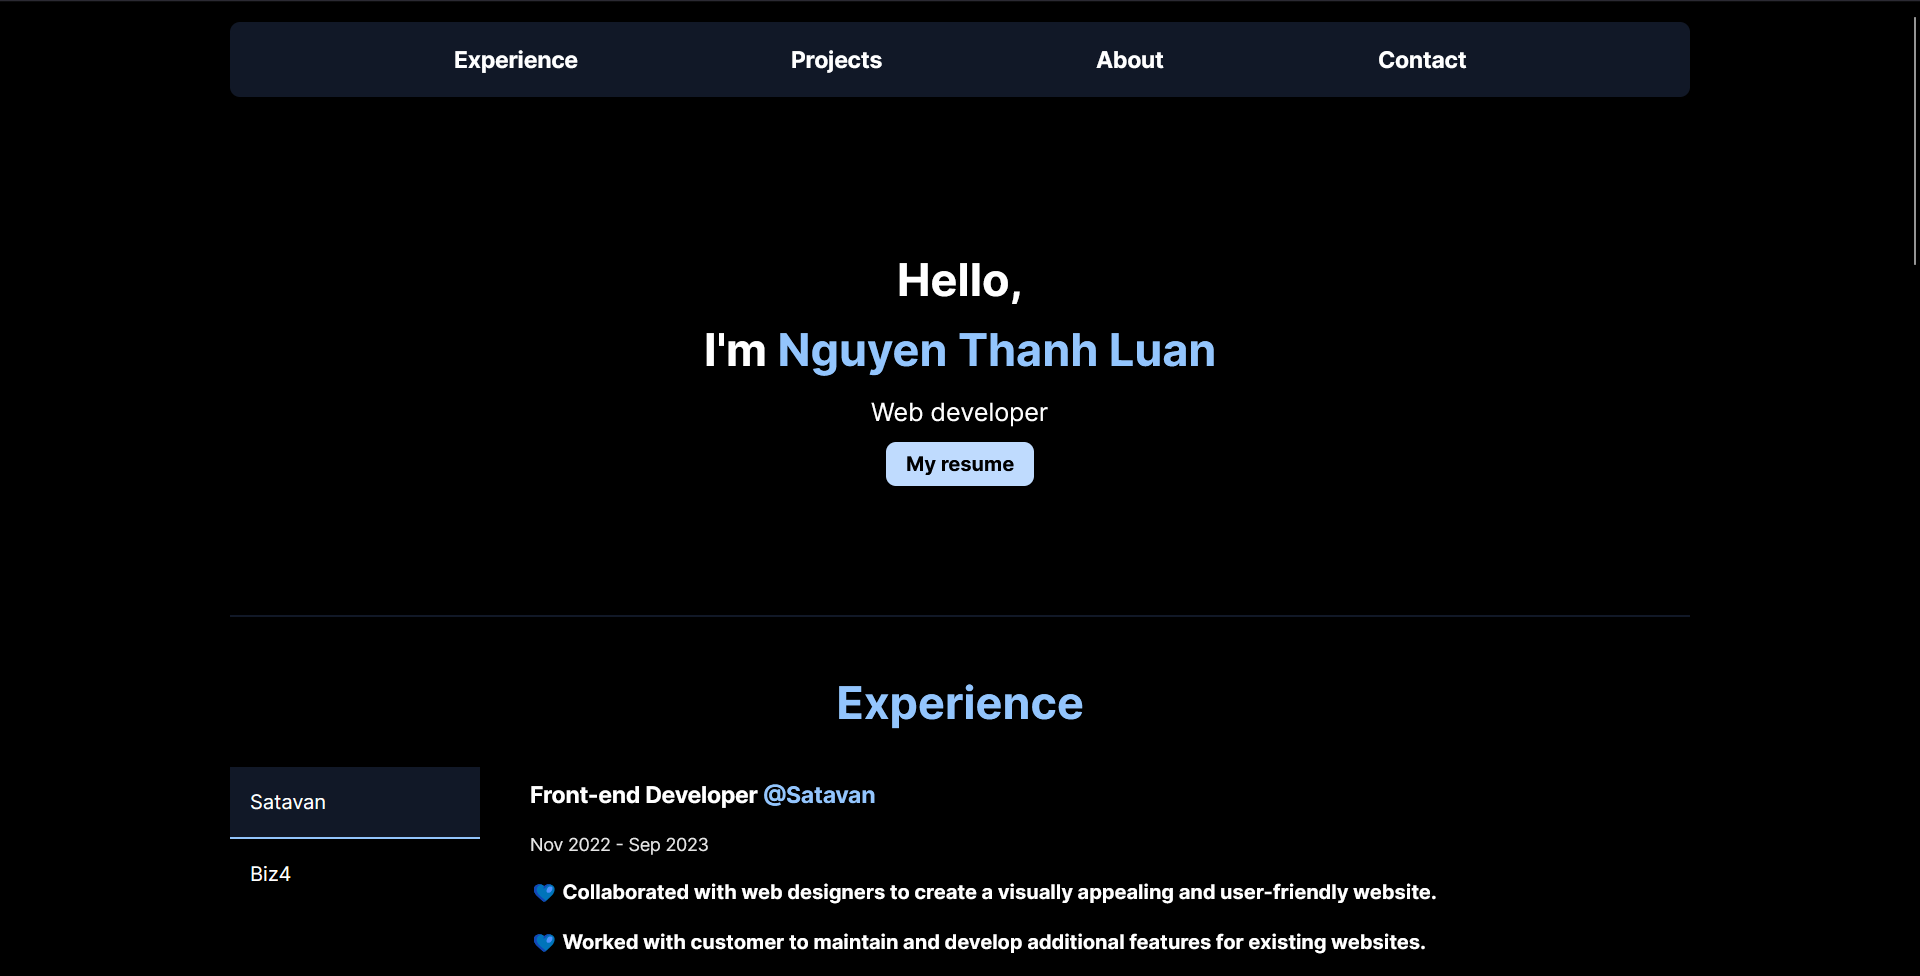 Experience Projects About Contact
Hello,
I'm Nguyen Thanh Luan
Web developer
My resume
Experience
Satavan
Biz4
Front-end Developer @Satavan
Nov 2022 - Sep 2023
💙 Collaborated with web designers to create a visually appealing and user-friendly website.
💙 Worked with customer to maintain and develop additional features for existing websites.